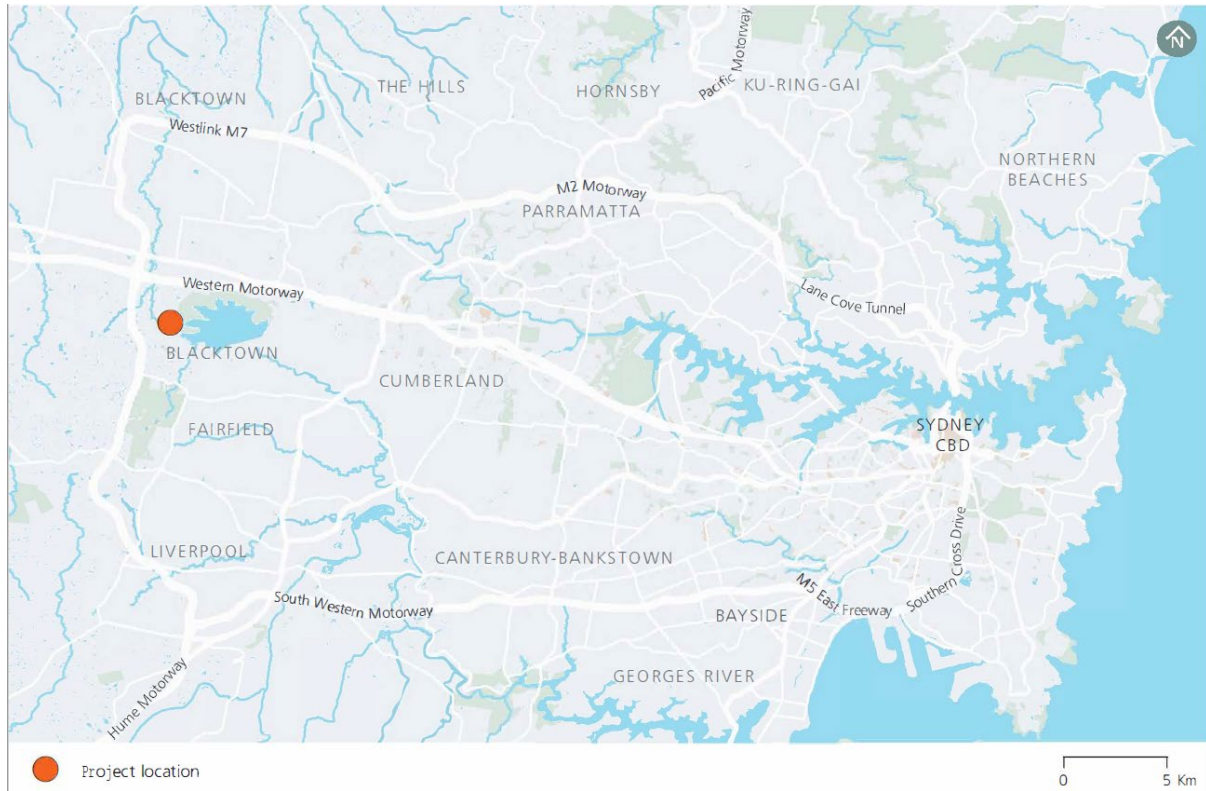 N
BLACKTOWN
THE HILLS
HORNSBY
Pacific Motorway
KU-RING-GAI
Westlink M7
NORTHERN
BEACHES
M2 Motorway
PARRAMATTA
Western Motorway
Lane Cove Tunnel
BLACKTOWN
CUMBERLAND
FAIRFIELD
SYDNEY
CBD
LIVERPOOL
CANTERBURY-BANKSTOWN
Southern Cross Drive
South Western Motorway
M5 East Freeway
BAYSIDE
GEORGES RIVER
Hume Motorway
Project location
0 5 Km